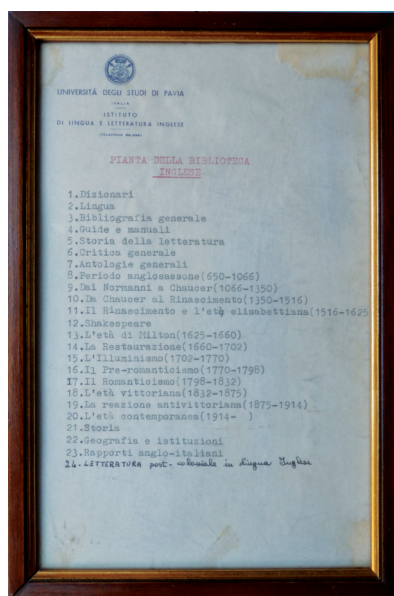 UNIVERSITÀ DEGLI STUDI DI PAVIA
ITALIA
ISTITUTO
DI LINGUA E LETTERATURA INGLESE
PIANTA DELLA BIBLIOTECA
INGLESE
1.Dizionari
2.Lingua
3.Bibliografia generale
4.Guide e manuali
5.Storia della letteratura
6.Critica generale
7.Antologie generali
8.Periodo anglosassone(650-1066)
9.Dai Normanni a Chaucer(1066-1350)
10.Da Chaucer al Rinascimento(1350-1516)
11.Il Rinascimento e l'età elisabettiana(1516-1625
12.Shakespeare
13.L'età di Milton(1625-1660)
14.La Restaurazione(1660-1702)
15.L'Illuminismo(1702-1770)
16.Il Pre-romanticismo(1770-1798)
17.Il Romanticismo(1798-1832)
18.L'età vittoriana(1832-1875)
19.La reazione antivittoriana(1875-1914)
20.L'età contemporanea(1914- )
21.Storia
22.Geografia e istituzioni
23.Rapporti anglo-italiani
24. LETTERATURA post-coloniale in lingua Inglese